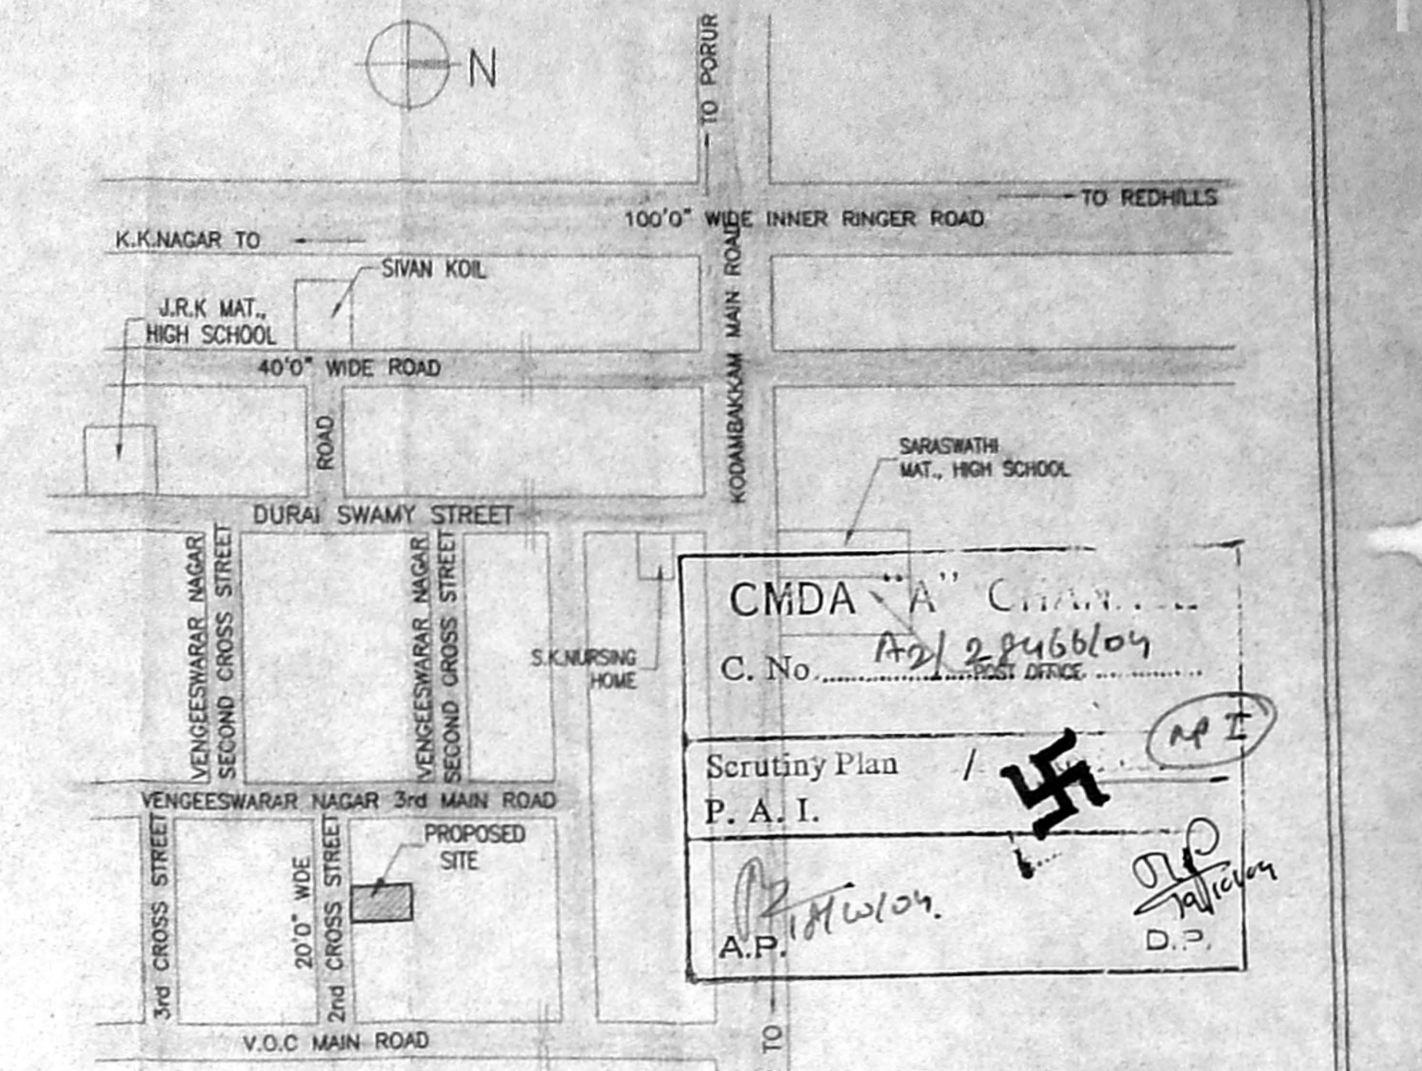 N
TO PORUR
TO REDHILLS
100'0" WIDE INNER RINGER ROAD
K.K.NAGAR TO
SIVAN KOIL
J.R.K MAT.,
HIGH SCHOOL
40'0" WIDE ROAD
KODAMBAKKAM MAIN ROAD
ROAD
SARASWATHI
MAT., HIGH SCHOOL
DURAI SWAMY STREET
VENGEESWARAR NAGAR
SECOND CROSS STREET
VENGEESWARAR NAGAR
SECOND CROSS STREET
S.K.NURSING
HOME
CMDA "A"
C. No. A2/28466/04
POST OFFICE
Scrutiny Plan /
P. A. I.
AP I
VENGEESWARAR NAGAR 3rd MAIN ROAD
PROPOSED
SITE
3rd CROSS STREET
20'0" WDE
2nd CROSS STREET
A.P.
D.P.
V.O.C MAIN ROAD
TO